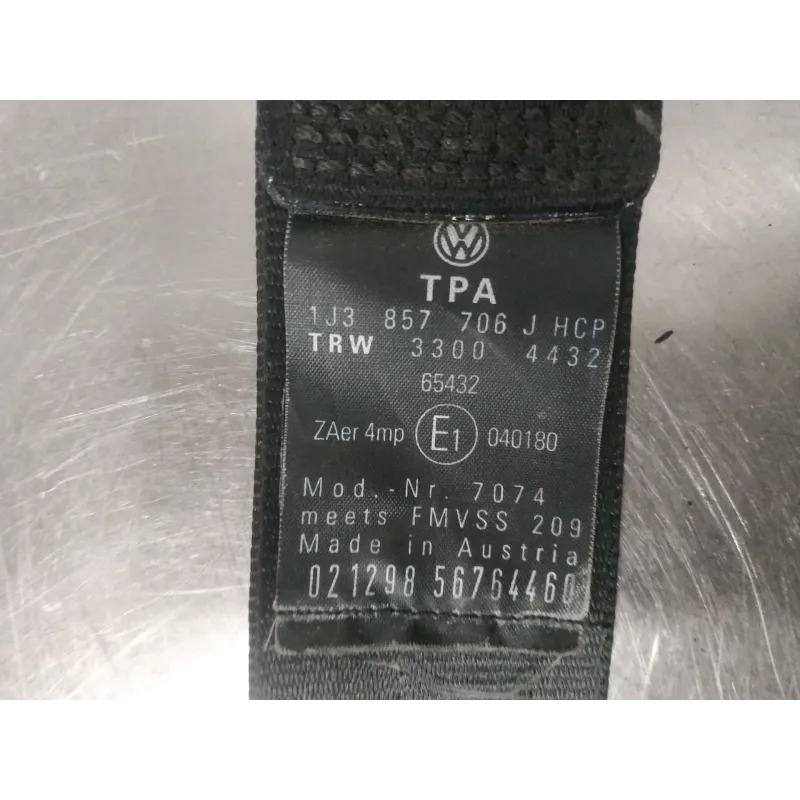 VW
TPA
1J3 857 706 J HCP
TRW 3300 4432
65432
ZAer 4mp E1 040180
Mod.-Nr. 7074
meets FMVSS 209
Made in Austria
021298 56764460